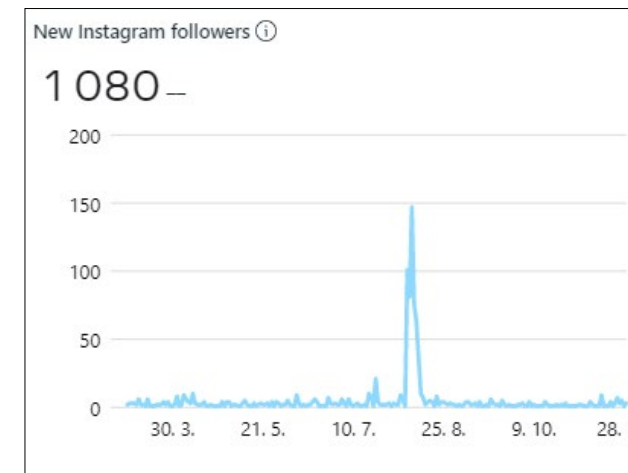 New Instagram followers ⓘ
1 080 --
200
150
100
50
0
30. 3. 21. 5. 10. 7. 25. 8. 9. 10. 28.